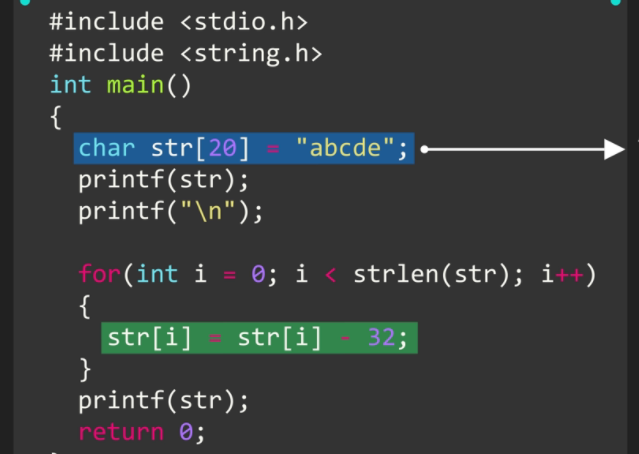 #include <stdio.h>
#include <string.h>
int main()
{
char str[20] = "abcde";
printf(str);
printf("\n");
for(int i = 0; i < strlen(str); i++)
{
str[i] = str[i] - 32;
}
printf(str);
return 0;